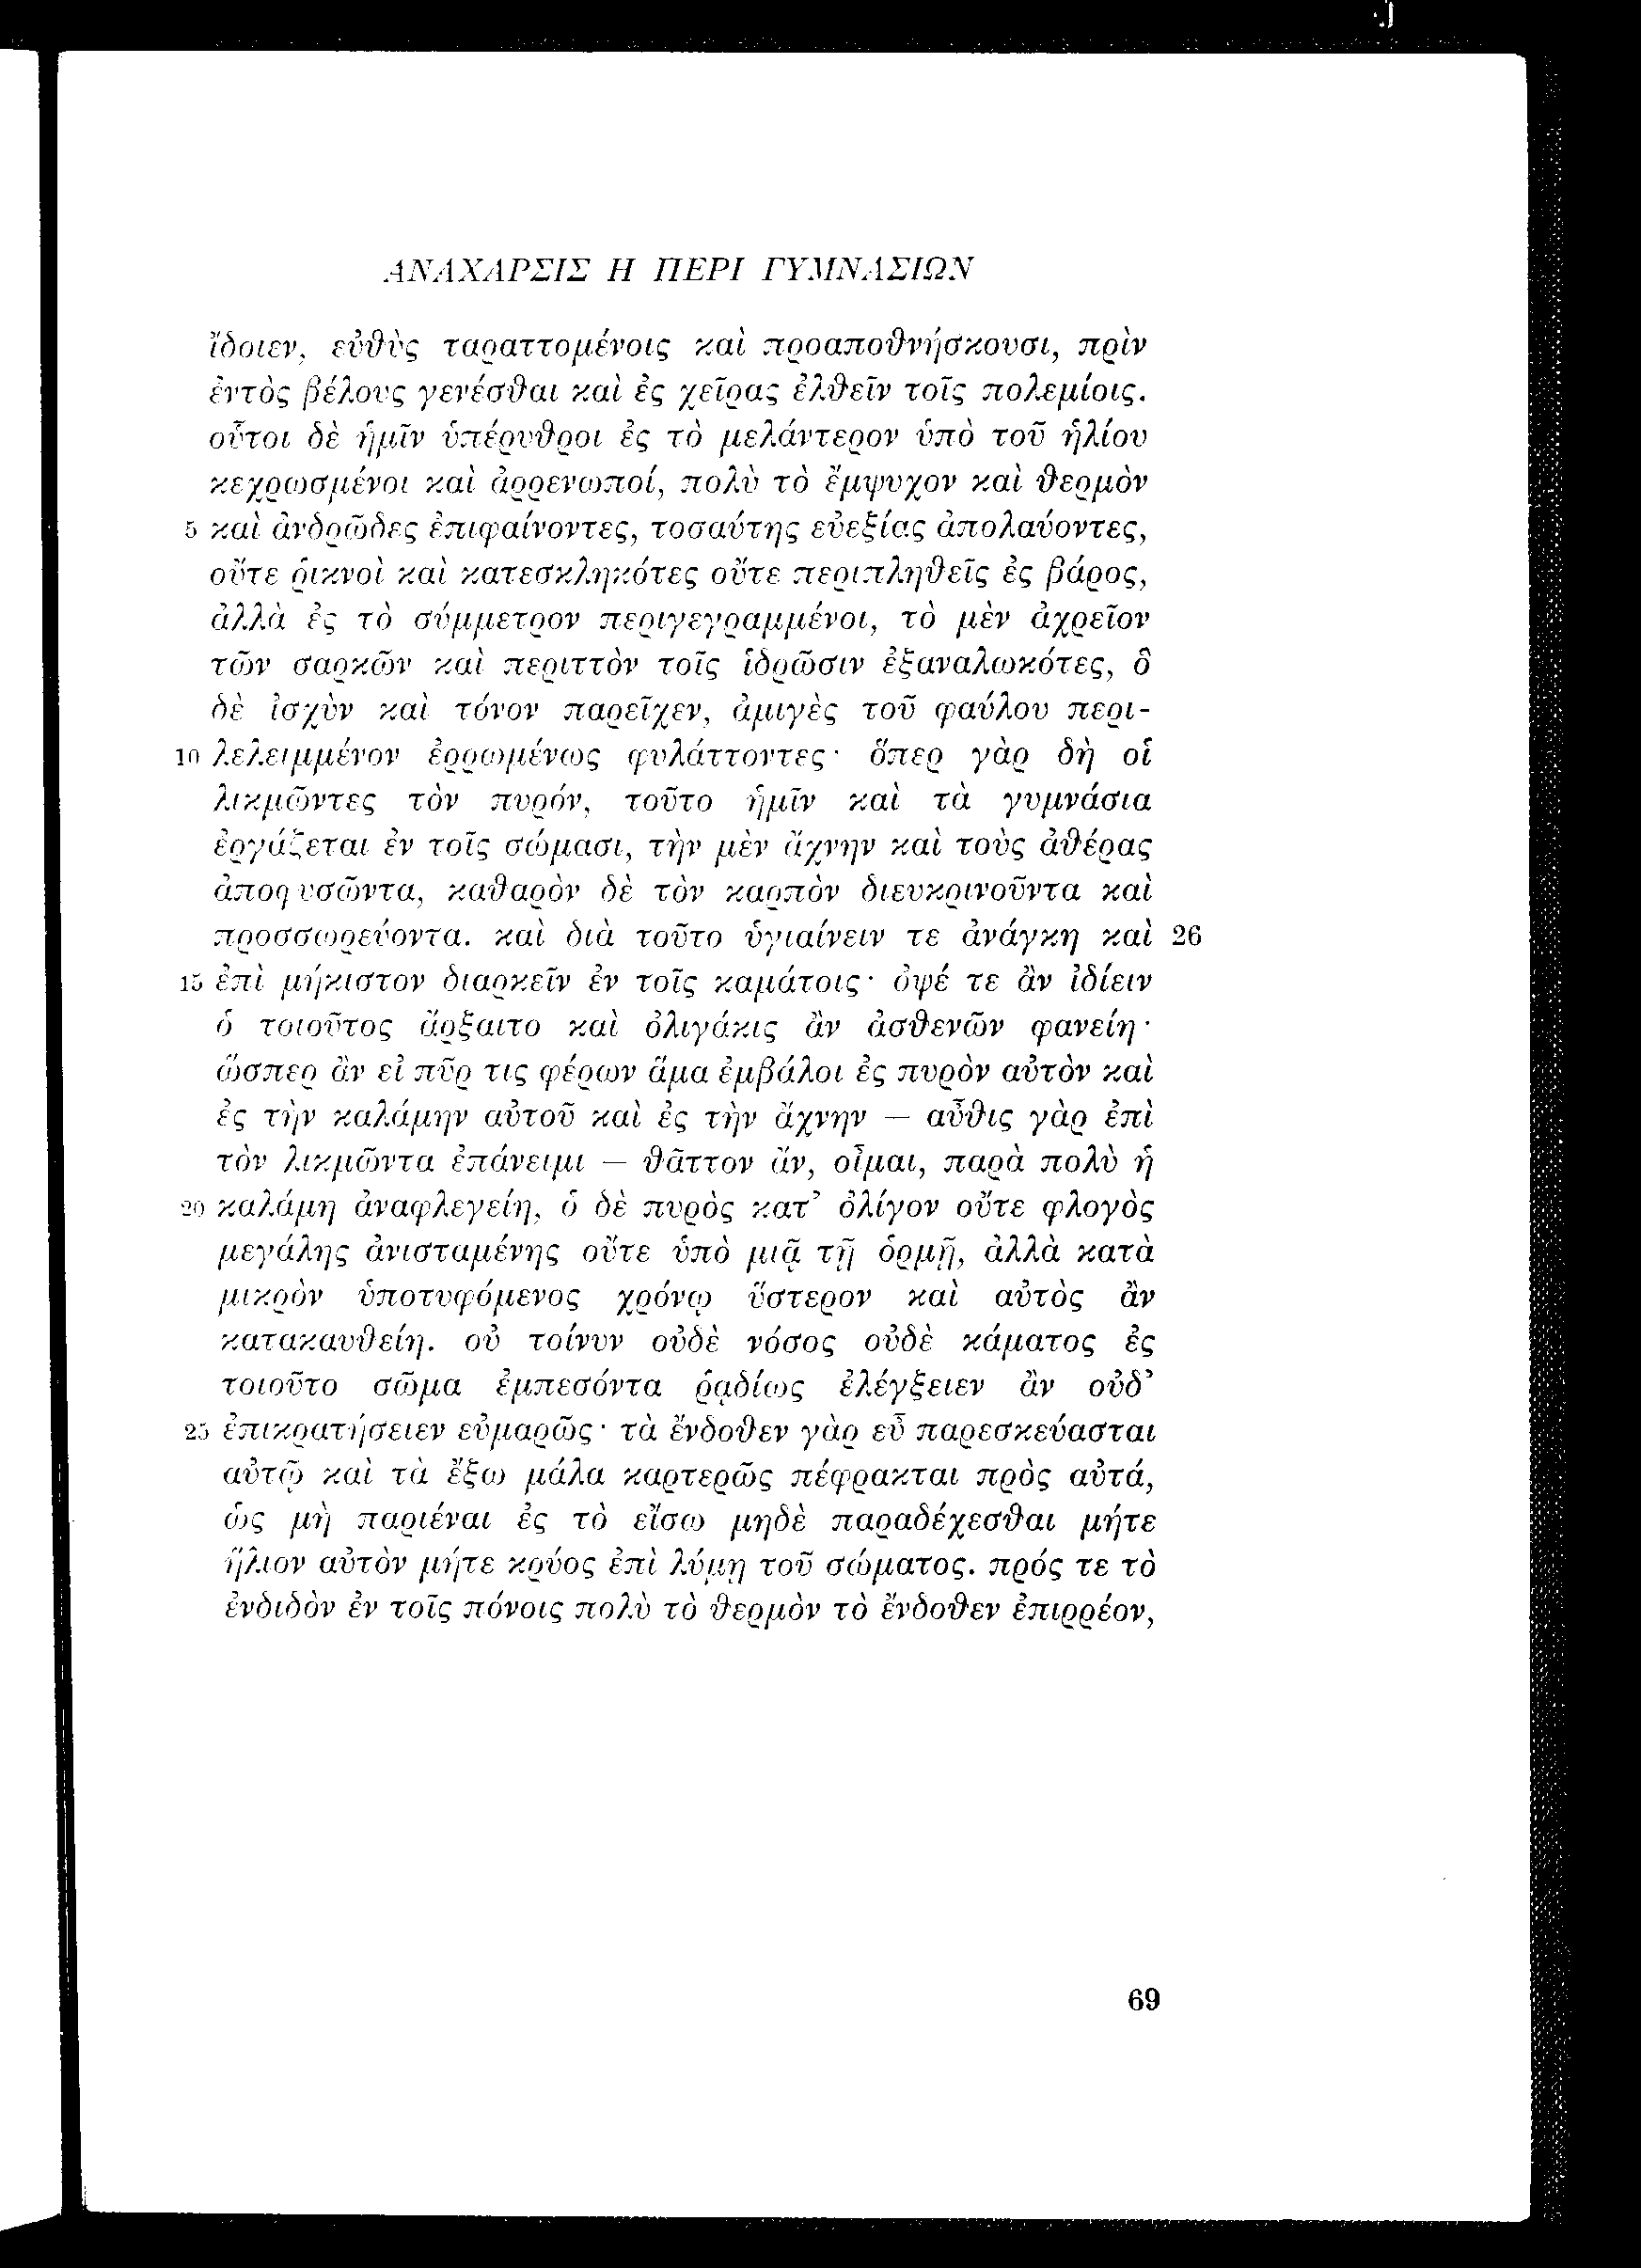 ΑΝΑΧΑΡΣΙΣ Η ΠΕΡΙ ΓΥΜΝΑΣΙΩΝ
ἴδοιεν, εὐθὺς ταραττομένοις καὶ προαποθνήσκουσι, πρὶν
ἐντὸς βέλους γενέσθαι καὶ ἐς χεῖρας ἐλθεῖν τοῖς πολεμίοις.
οὗτοι δὲ ἡμῖν ὑπέρυθροι ἐς τὸ μελάντερον ὑπὸ τοῦ ἡλίου
κεχρωσμένοι καὶ ἀρρενωποί, πολὺ τὸ ἔμψυχον καὶ θερμὸν
5 καὶ ἀνδρῶδες ἐπιφαίνοντες, τοσαύτης εὐεξίας ἀπολαύοντες,
οὔτε ῥικνοὶ καὶ κατεσκληκότες οὔτε περιπληθεῖς ἐς βάρος,
ἀλλὰ ἐς τὸ σύμμετρον περιγεγραμμένοι, τὸ μὲν ἀχρεῖον
τῶν σαρκῶν καὶ περιττὸν τοῖς ἱδρῶσιν ἐξαναλωκότες, ὃ
δὲ ἰσχὺν καὶ τόνον παρεῖχεν, ἀμιγὲς τοῦ φαύλου περι-
10 λελειμμένον ἐρρωμένως φυλάττοντες· ὅπερ γὰρ δὴ οἱ
λικμῶντες τὸν πυρόν, τοῦτο ἡμῖν καὶ τὰ γυμνάσια
ἐργάζεται ἐν τοῖς σώμασι, τὴν μὲν ἄχνην καὶ τοὺς ἀθέρας
ἀποφυσῶντα, καθαρὸν δὲ τὸν καρπὸν διευκρινοῦντα καὶ
προσσωρεύοντα. καὶ διὰ τοῦτο ὑγιαίνειν τε ἀνάγκη καὶ 26
15 ἐπὶ μήκιστον διαρκεῖν ἐν τοῖς καμάτοις· ὀψέ τε ἂν ἰδίειν
ὁ τοιοῦτος ἄρξαιτο καὶ ὀλιγάκις ἂν ἀσθενῶν φανείη·
ὥσπερ ἂν εἰ πῦρ τις φέρων ἅμα ἐμβάλοι ἐς πυρὸν αὐτὸν καὶ
ἐς τὴν καλάμην αὐτοῦ καὶ ἐς τὴν ἄχνην – αὖθις γὰρ ἐπὶ
τὸν λικμῶντα ἐπάνειμι – θᾶττον ἄν, οἶμαι, παρὰ πολὺ ἡ
20 καλάμη ἀναφλεγείη, ὁ δὲ πυρὸς κατ’ ὀλίγον οὔτε φλογὸς
μεγάλης ἀνισταμένης οὔτε ὑπὸ μιᾷ τῇ ὁρμῇ, ἀλλὰ κατὰ
μικρὸν ὑποτυφόμενος χρόνῳ ὕστερον καὶ αὐτὸς ἂν
κατακαυθείη. οὐ τοίνυν οὐδὲ νόσος οὐδὲ κάματος ἐς
τοιοῦτο σῶμα ἐμπεσόντα ῥᾳδίως ἐλέγξειεν ἂν οὐδ’
25 ἐπικρατήσειεν εὐμαρῶς· τὰ ἔνδοθεν γὰρ εὖ παρεσκεύασται
αὐτῷ καὶ τὰ ἔξω μάλα καρτερῶς πέφρακται πρὸς αὐτά,
ὡς μὴ παριέναι ἐς τὸ εἴσω μηδὲ παραδέχεσθαι μήτε
ἥλιον αὐτὸν μήτε κρύος ἐπὶ λύμῃ τοῦ σώματος. πρός τε τὸ
ἐνδιδὸν ἐν τοῖς πόνοις πολὺ τὸ θερμὸν τὸ ἔνδοθεν ἐπιρρέον,
69